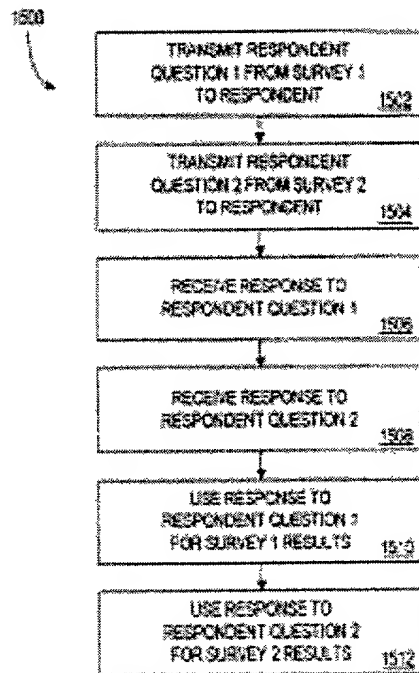 1500
TRANSMIT RESPONDENT
QUESTION 1 FROM SURVEY 1
TO RESPONDENT
1502
TRANSMIT RESPONDENT
QUESTION 2 FROM SURVEY 2
TO RESPONDENT
1504
RECEIVE RESPONSE TO
RESPONDENT QUESTION 1
1506
RECEIVE RESPONSE TO
RESPONDENT QUESTION 2
1508
USE RESPONSE TO
RESPONDENT QUESTION 1
FOR SURVEY 1 RESULTS
1510
USE RESPONSE TO
RESPONDENT QUESTION 2
FOR SURVEY 2 RESULTS
1512